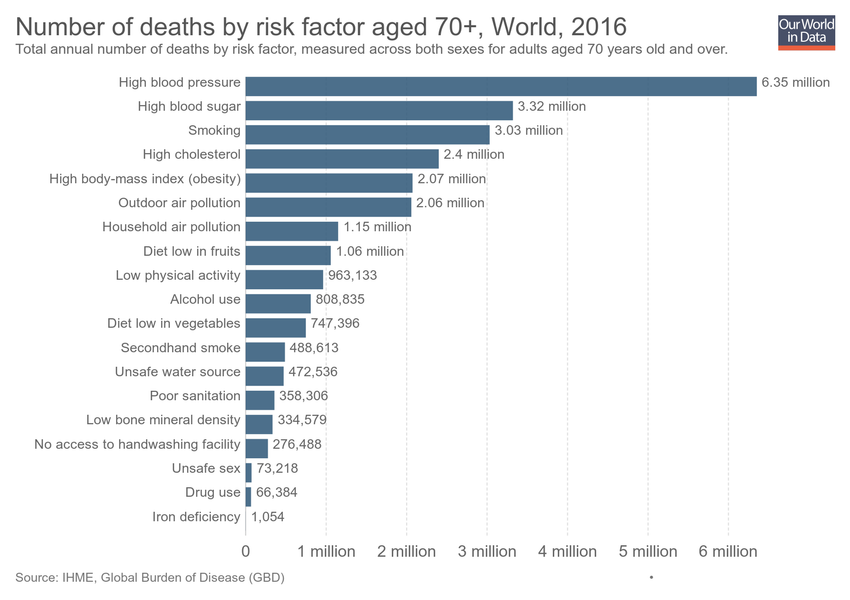 Number of deaths by risk factor aged 70+, World, 2016
Total annual number of deaths by risk factor, measured across both sexes for adults aged 70 years old and over.
Our World
in Data
High blood pressure 6.35 million
High blood sugar 3.32 million
Smoking 3.03 million
High cholesterol 2.4 million
High body-mass index (obesity) 2.07 million
Outdoor air pollution 2.06 million
Household air pollution 1.15 million
Diet low in fruits 1.06 million
Low physical activity 963,133
Alcohol use 808,835
Diet low in vegetables 747,396
Secondhand smoke 488,613
Unsafe water source 472,536
Poor sanitation 358,306
Low bone mineral density 334,579
No access to handwashing facility 276,488
Unsafe sex 73,218
Drug use 66,384
Iron deficiency 1,054
0 1 million 2 million 3 million 4 million 5 million 6 million
Source: IHME, Global Burden of Disease (GBD) •